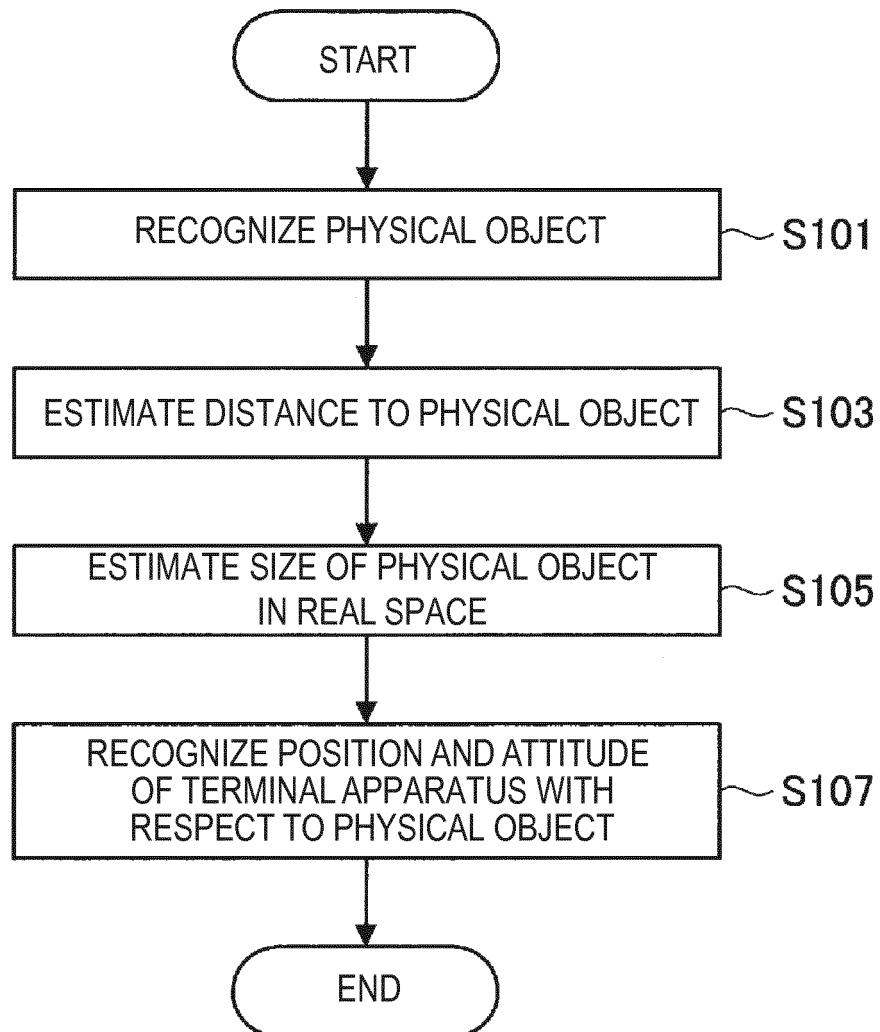 START
RECOGNIZE PHYSICAL OBJECT
S101
ESTIMATE DISTANCE TO PHYSICAL OBJECT
S103
ESTIMATE SIZE OF PHYSICAL OBJECT
IN REAL SPACE
S105
RECOGNIZE POSITION AND ATTITUDE
OF TERMINAL APPARATUS WITH
RESPECT TO PHYSICAL OBJECT
S107
END